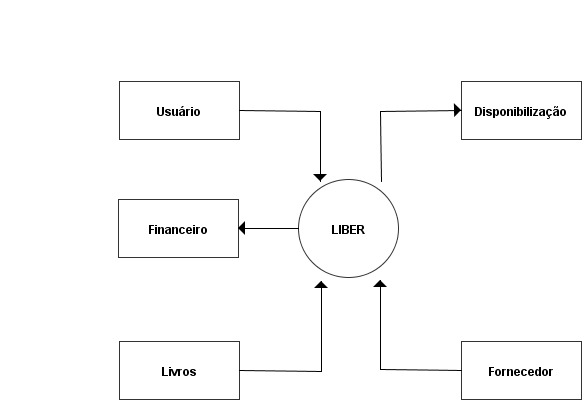 Usuário
Disponibilização
Financeiro
LIBER
Livros
Fornecedor